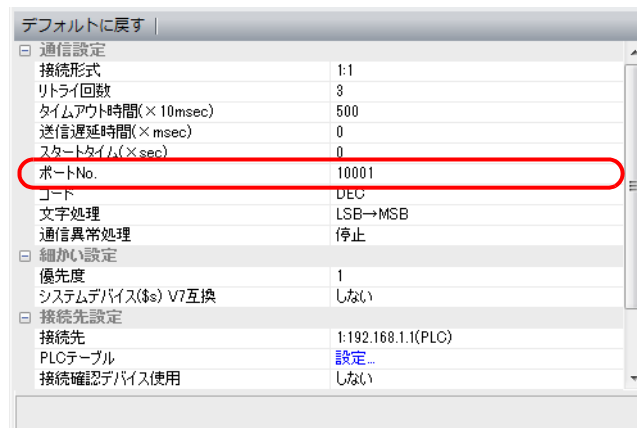 デフォルトに戻す
通信設定
接続形式 1:1
リトライ回数 3
タイムアウト時間(×10msec) 500
送信遅延時間(×msec) 0
スタートタイム(×sec) 0
ポートNo. 10001
コード DEC
文字処理 LSB→MSB
通信異常処理 停止
細かい設定
優先度 1
システムデバイス($s) V7互換 しない
接続先設定
接続先 1:192.168.1.1(PLC)
PLCテーブル 設定...
接続確認デバイス使用 しない